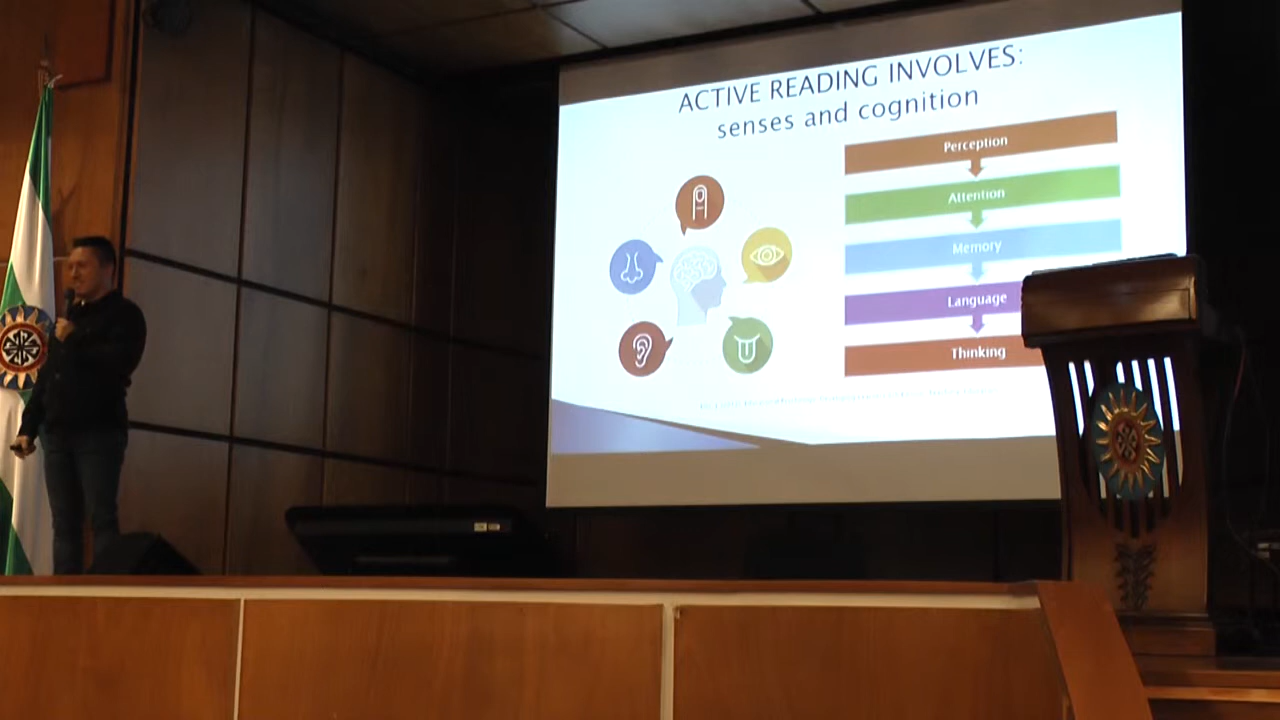 ACTIVE READING INVOLVES:
senses and cognition
Perception
Attention
Memory
Language
Thinking